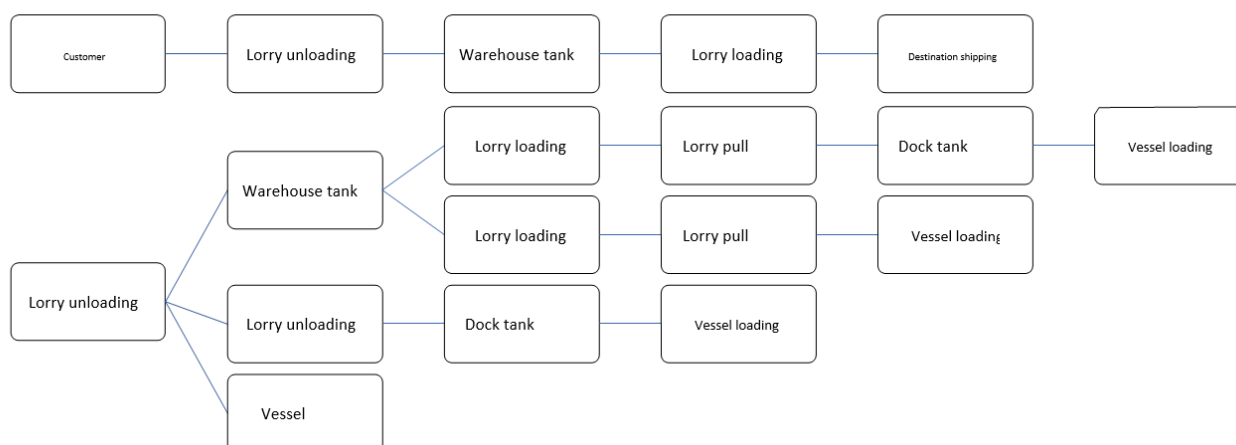 Customer
Lorry unloading
Warehouse tank
Lorry loading
Destination shipping
Lorry loading
Lorry pull
Dock tank
Vessel loading
Warehouse tank
Lorry loading
Lorry pull
Vessel loading
Lorry unloading
Lorry unloading
Dock tank
Vessel loading
Vessel